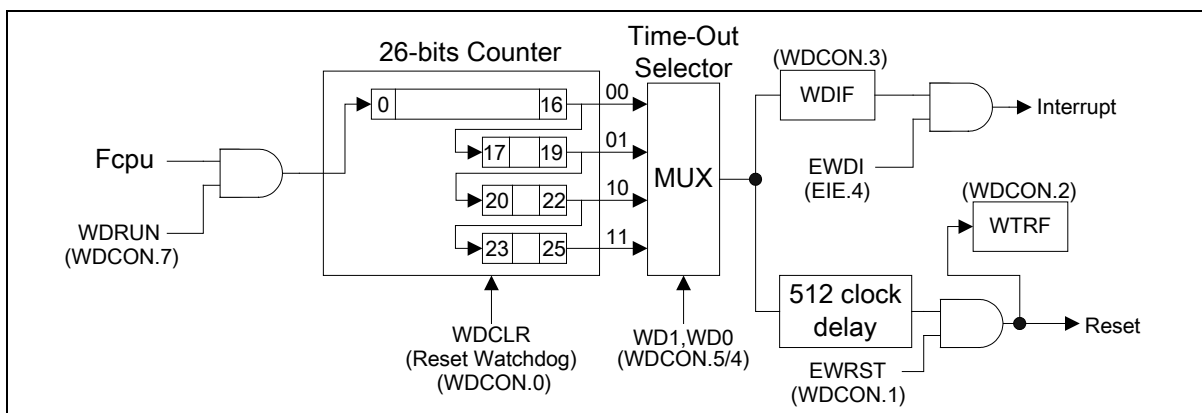 26-bits Counter
Time-Out
Selector
(WDCON.3)
WDIF
Interrupt
EWDI
(EIE.4)
(WDCON.2)
WTRF
0
16
00
17
19
01
20
22
10
23
25
11
MUX
Fcpu
WDRUN
(WDCON.7)
WDCLR
(Reset Watchdog)
(WDCON.0)
WD1,WD0
(WDCON.5/4)
512 clock
delay
Reset
EWRST
(WDCON.1)